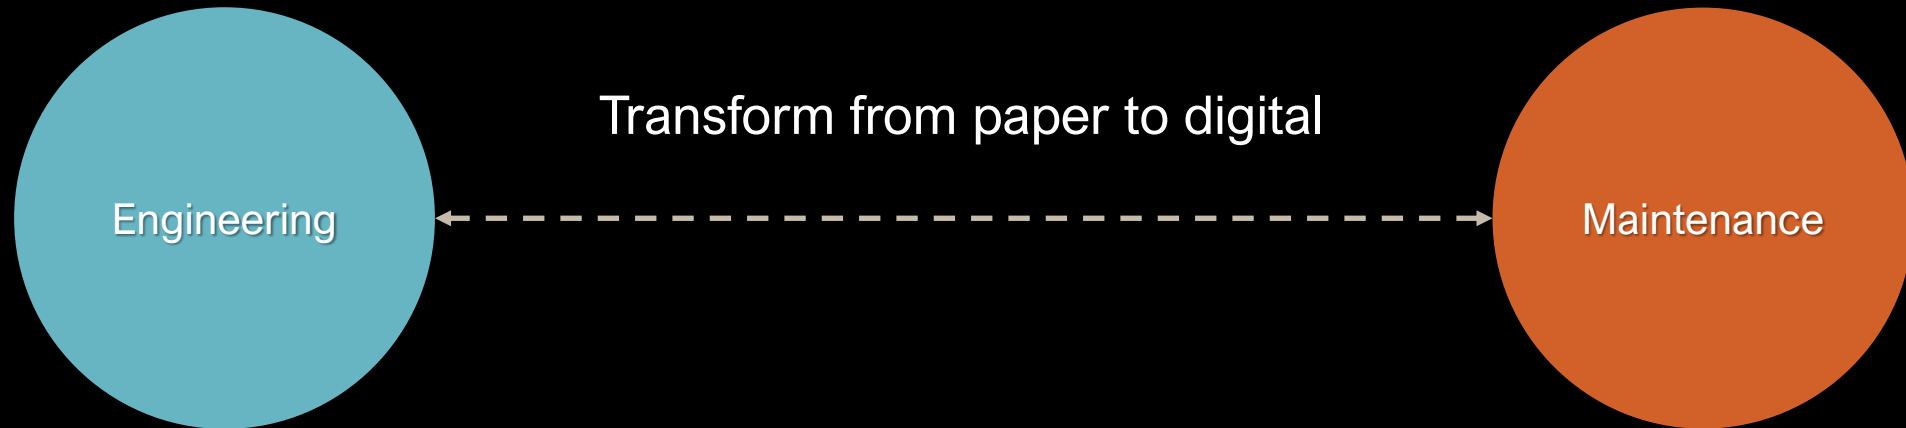 Transform from paper to digital
Engineering
Maintenance